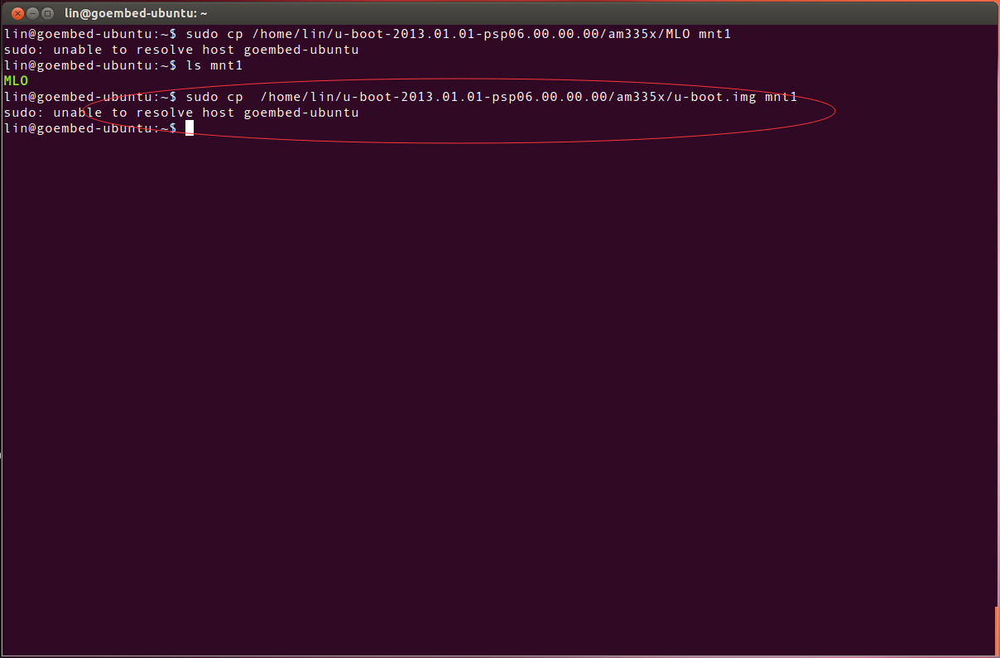 lin@goembed-ubuntu: ~
lin@goembed-ubuntu:~$ sudo cp /home/lin/u-boot-2013.01.01-psp06.00.00.00/am335x/MLO mnt1
sudo: unable to resolve host goembed-ubuntu
lin@goembed-ubuntu:~$ ls mnt1
MLO
lin@goembed-ubuntu:~$ sudo cp  /home/lin/u-boot-2013.01.01-psp06.00.00.00/am335x/u-boot.img mnt1
sudo: unable to resolve host goembed-ubuntu
lin@goembed-ubuntu:~$